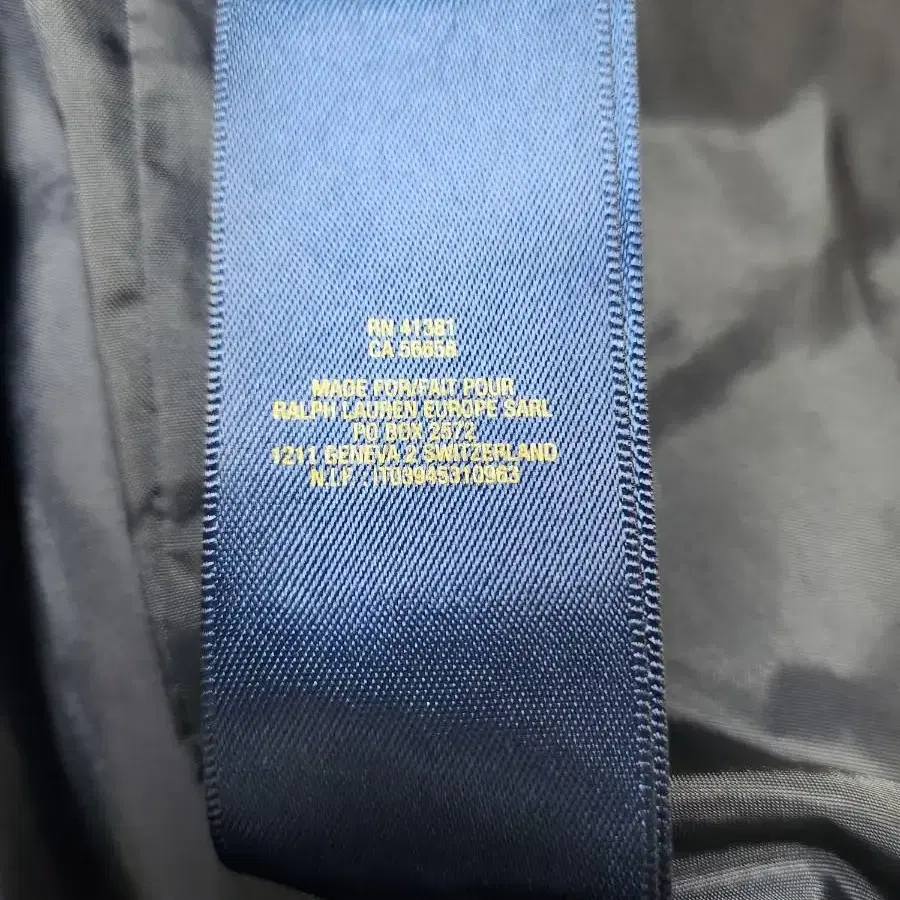 RN 41381
CA 56658
MADE FOR/FAIT POUR
RALPH LAUREN EUROPE SARL
PO BOX 2572
1211 GENEVA 2 SWITZERLAND
N.I.F. IT03945310963